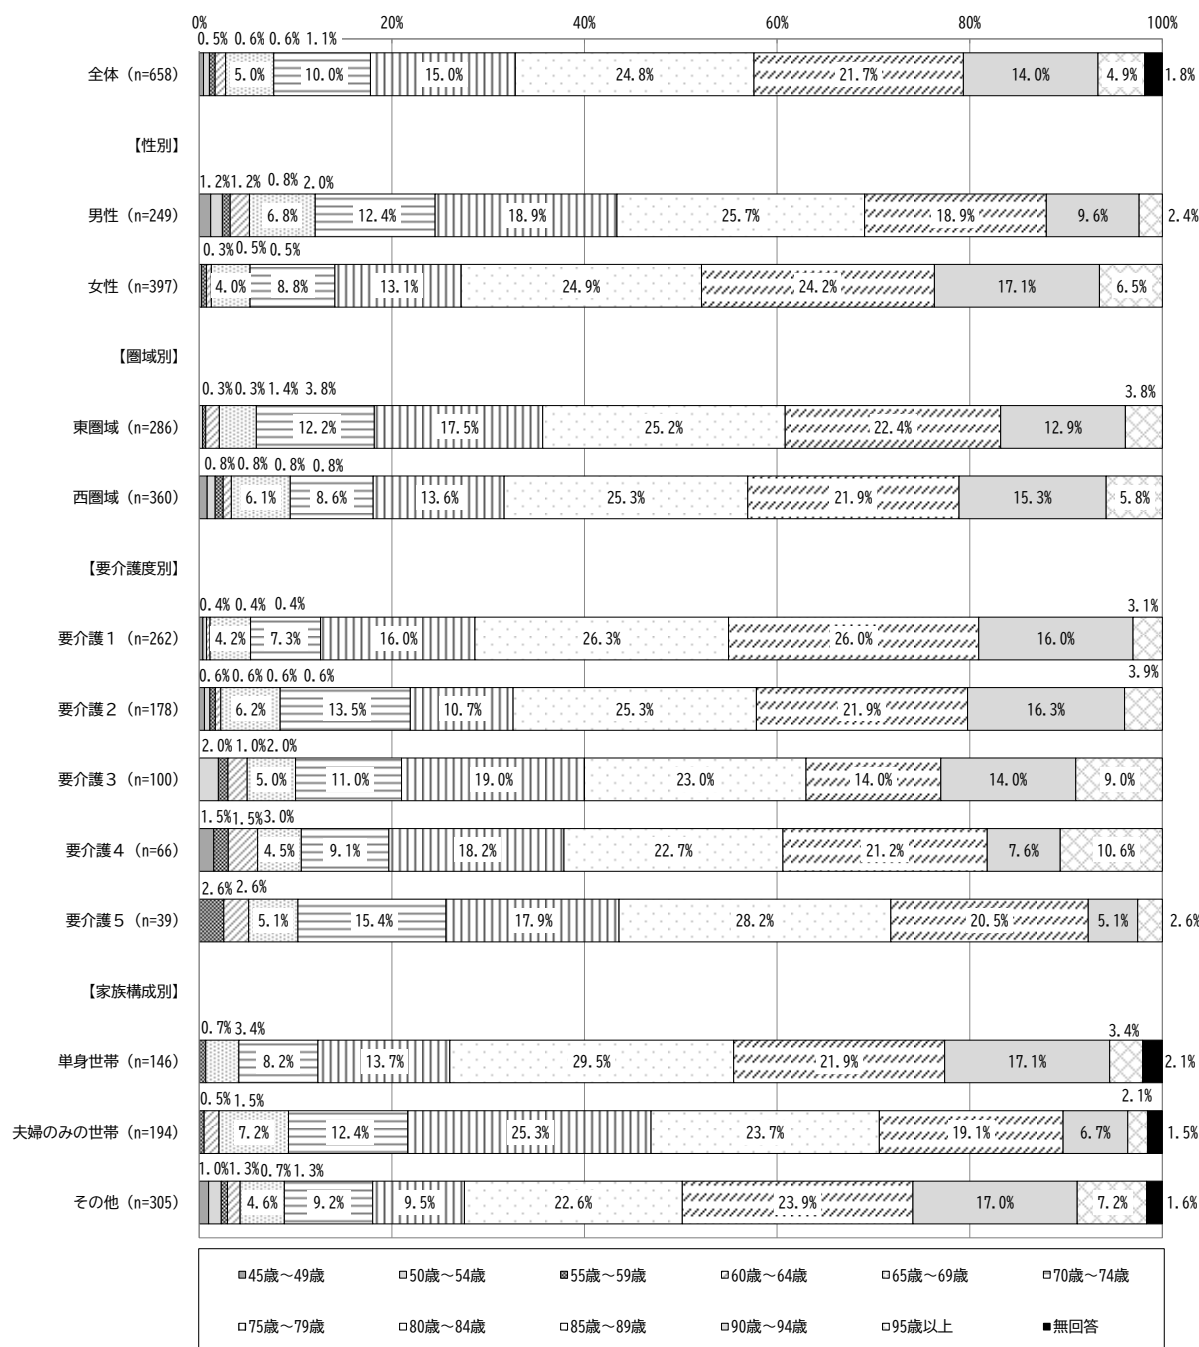 0% 20% 40% 60% 80% 100%
0.5% 0.6% 0.6% 1.1%
全体（n=658） 5.0% 10.0% 15.0% 24.8% 21.7% 14.0% 4.9% 1.8%
【性別】
1.2% 1.2% 0.8% 2.0%
男性（n=249） 6.8% 12.4% 18.9% 25.7% 18.9% 9.6% 2.4%
0.3% 0.5% 0.5%
女性（n=397） 4.0% 8.8% 13.1% 24.9% 24.2% 17.1% 6.5%
【圏域別】
0.3% 0.3% 1.4% 3.8% 3.8%
東圏域（n=286） 12.2% 17.5% 25.2% 22.4% 12.9%
0.8% 0.8% 0.8% 0.8%
西圏域（n=360） 6.1% 8.6% 13.6% 25.3% 21.9% 15.3% 5.8%
【要介護度別】
0.4% 0.4% 0.4% 3.1%
要介護１（n=262） 4.2% 7.3% 16.0% 26.3% 26.0% 16.0%
0.6% 0.6% 0.6% 0.6% 3.9%
要介護２（n=178） 6.2% 13.5% 10.7% 25.3% 21.9% 16.3%
2.0% 1.0% 2.0%
要介護３（n=100） 5.0% 11.0% 19.0% 23.0% 14.0% 14.0% 9.0%
1.5% 1.5% 3.0%
要介護４（n=66） 4.5% 9.1% 18.2% 22.7% 21.2% 7.6% 10.6%
2.6% 2.6%
要介護５（n=39） 5.1% 15.4% 17.9% 28.2% 20.5% 5.1% 2.6%
【家族構成別】
0.7% 3.4% 3.4%
単身世帯（n=146） 8.2% 13.7% 29.5% 21.9% 17.1% 2.1%
0.5% 1.5% 2.1%
夫婦のみの世帯（n=194） 7.2% 12.4% 25.3% 23.7% 19.1% 6.7% 1.5%
1.0% 1.3% 0.7% 1.3%
その他（n=305） 4.6% 9.2% 9.5% 22.6% 23.9% 17.0% 7.2% 1.6%
45歳～49歳 50歳～54歳 55歳～59歳 60歳～64歳 65歳～69歳 70歳～74歳
75歳～79歳 80歳～84歳 85歳～89歳 90歳～94歳 95歳以上 無回答